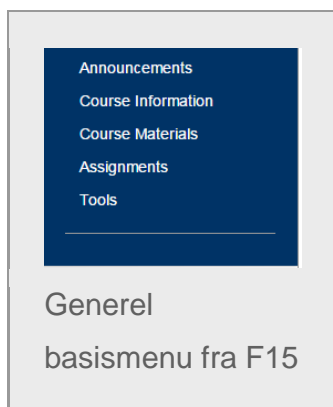 Announcements
Course Information
Course Materials
Assignments
Tools
Generel
basismenu fra F15